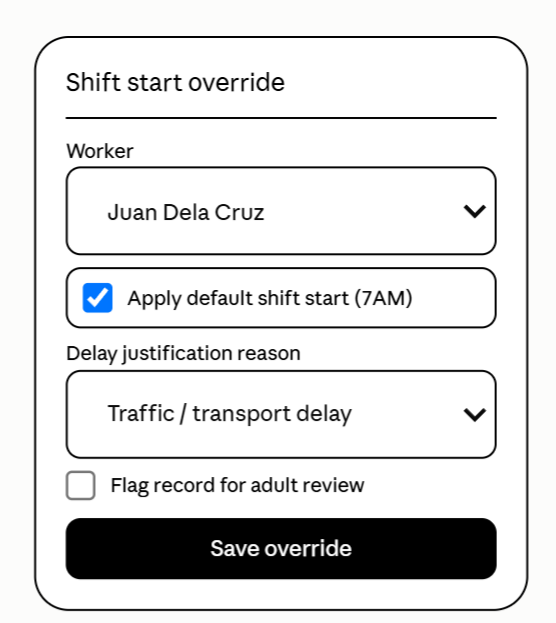 Shift start override
Worker
Juan Dela Cruz
Apply default shift start (7AM)
Delay justification reason
Traffic / transport delay
Flag record for adult review
Save override